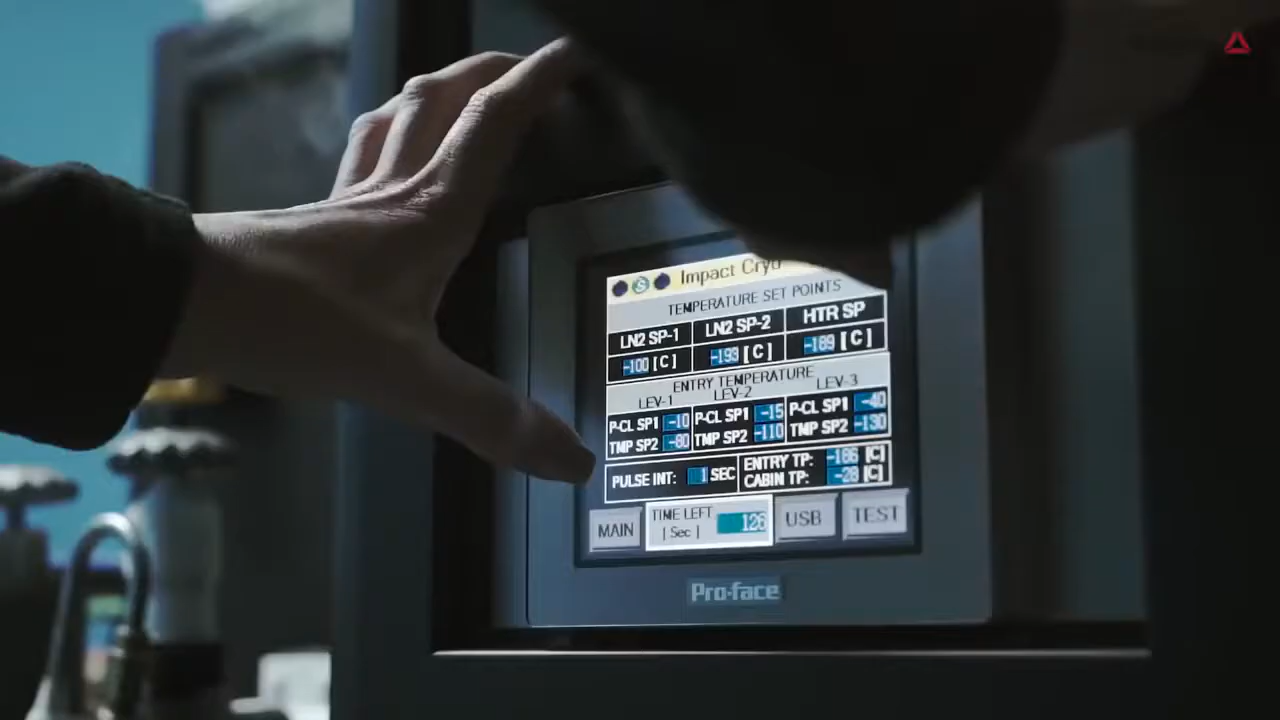 S Impact Cryo
TEMPERATURE SET POINTS
LN2 SP-1 LN2 SP-2 HTR SP
-100 [ C ] -193 [ C ] -189 [ C ]
ENTRY TEMPERATURE
LEV-1 LEV-2 LEV-3
P-CL SP1 -10 P-CL SP1 -15 P-CL SP1 -40
TMP SP2 -80 TMP SP2 -110 TMP SP2 -130
PULSE INT: 1 SEC ENTRY TP: -186 [C]
CABIN TP: -28 [C]
MAIN TIME LEFT 126 USB TEST
[ Sec ]
Pro-face